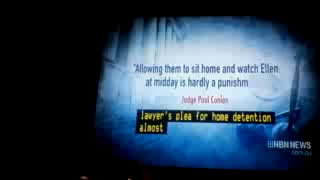 "Allowing them to sit home and watch Ellen
at midday is hardly a punishm
Judge Paul Conlon
lawyer's plea for home detention
almost
NBN NEWS